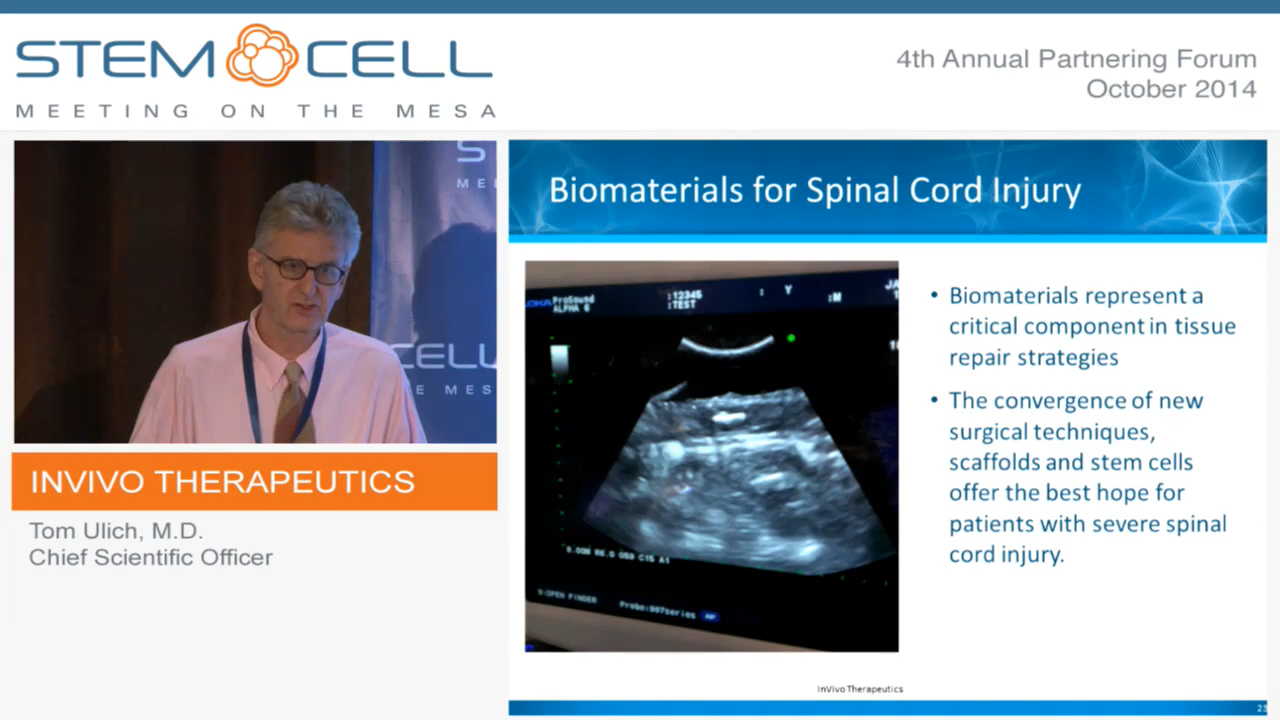 STEM CELL
MEETING ON THE MESA
4th Annual Partnering Forum
October 2014
S
M E
CELL
E MES
INVIVO THERAPEUTICS
Tom Ulich, M.D.
Chief Scientific Officer
Biomaterials for Spinal Cord Injury
ProSound
ALPHA 6
:12345
:TEST
: Y
:M
JA
• Biomaterials represent a
critical component in tissue
repair strategies
• The convergence of new
surgical techniques,
scaffolds and stem cells
offer the best hope for
patients with severe spinal
cord injury.
InVivo Therapeutics